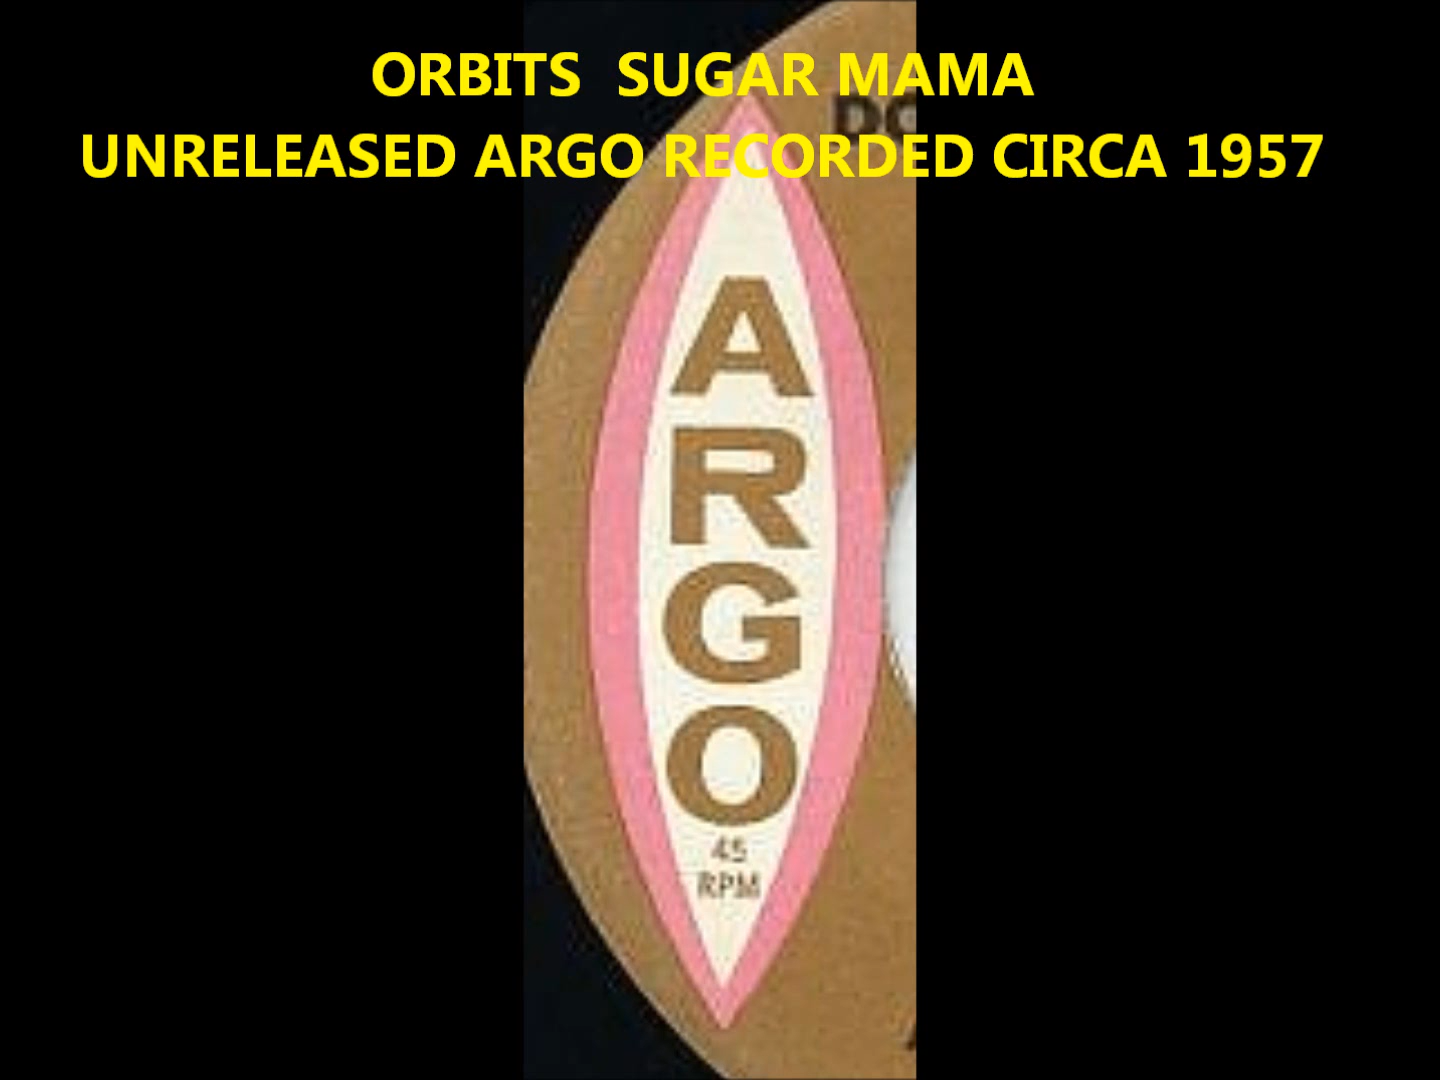 ORBITS  SUGAR MAMA
UNRELEASED ARGO RECORDED CIRCA 1957
ARGO
45
RPM